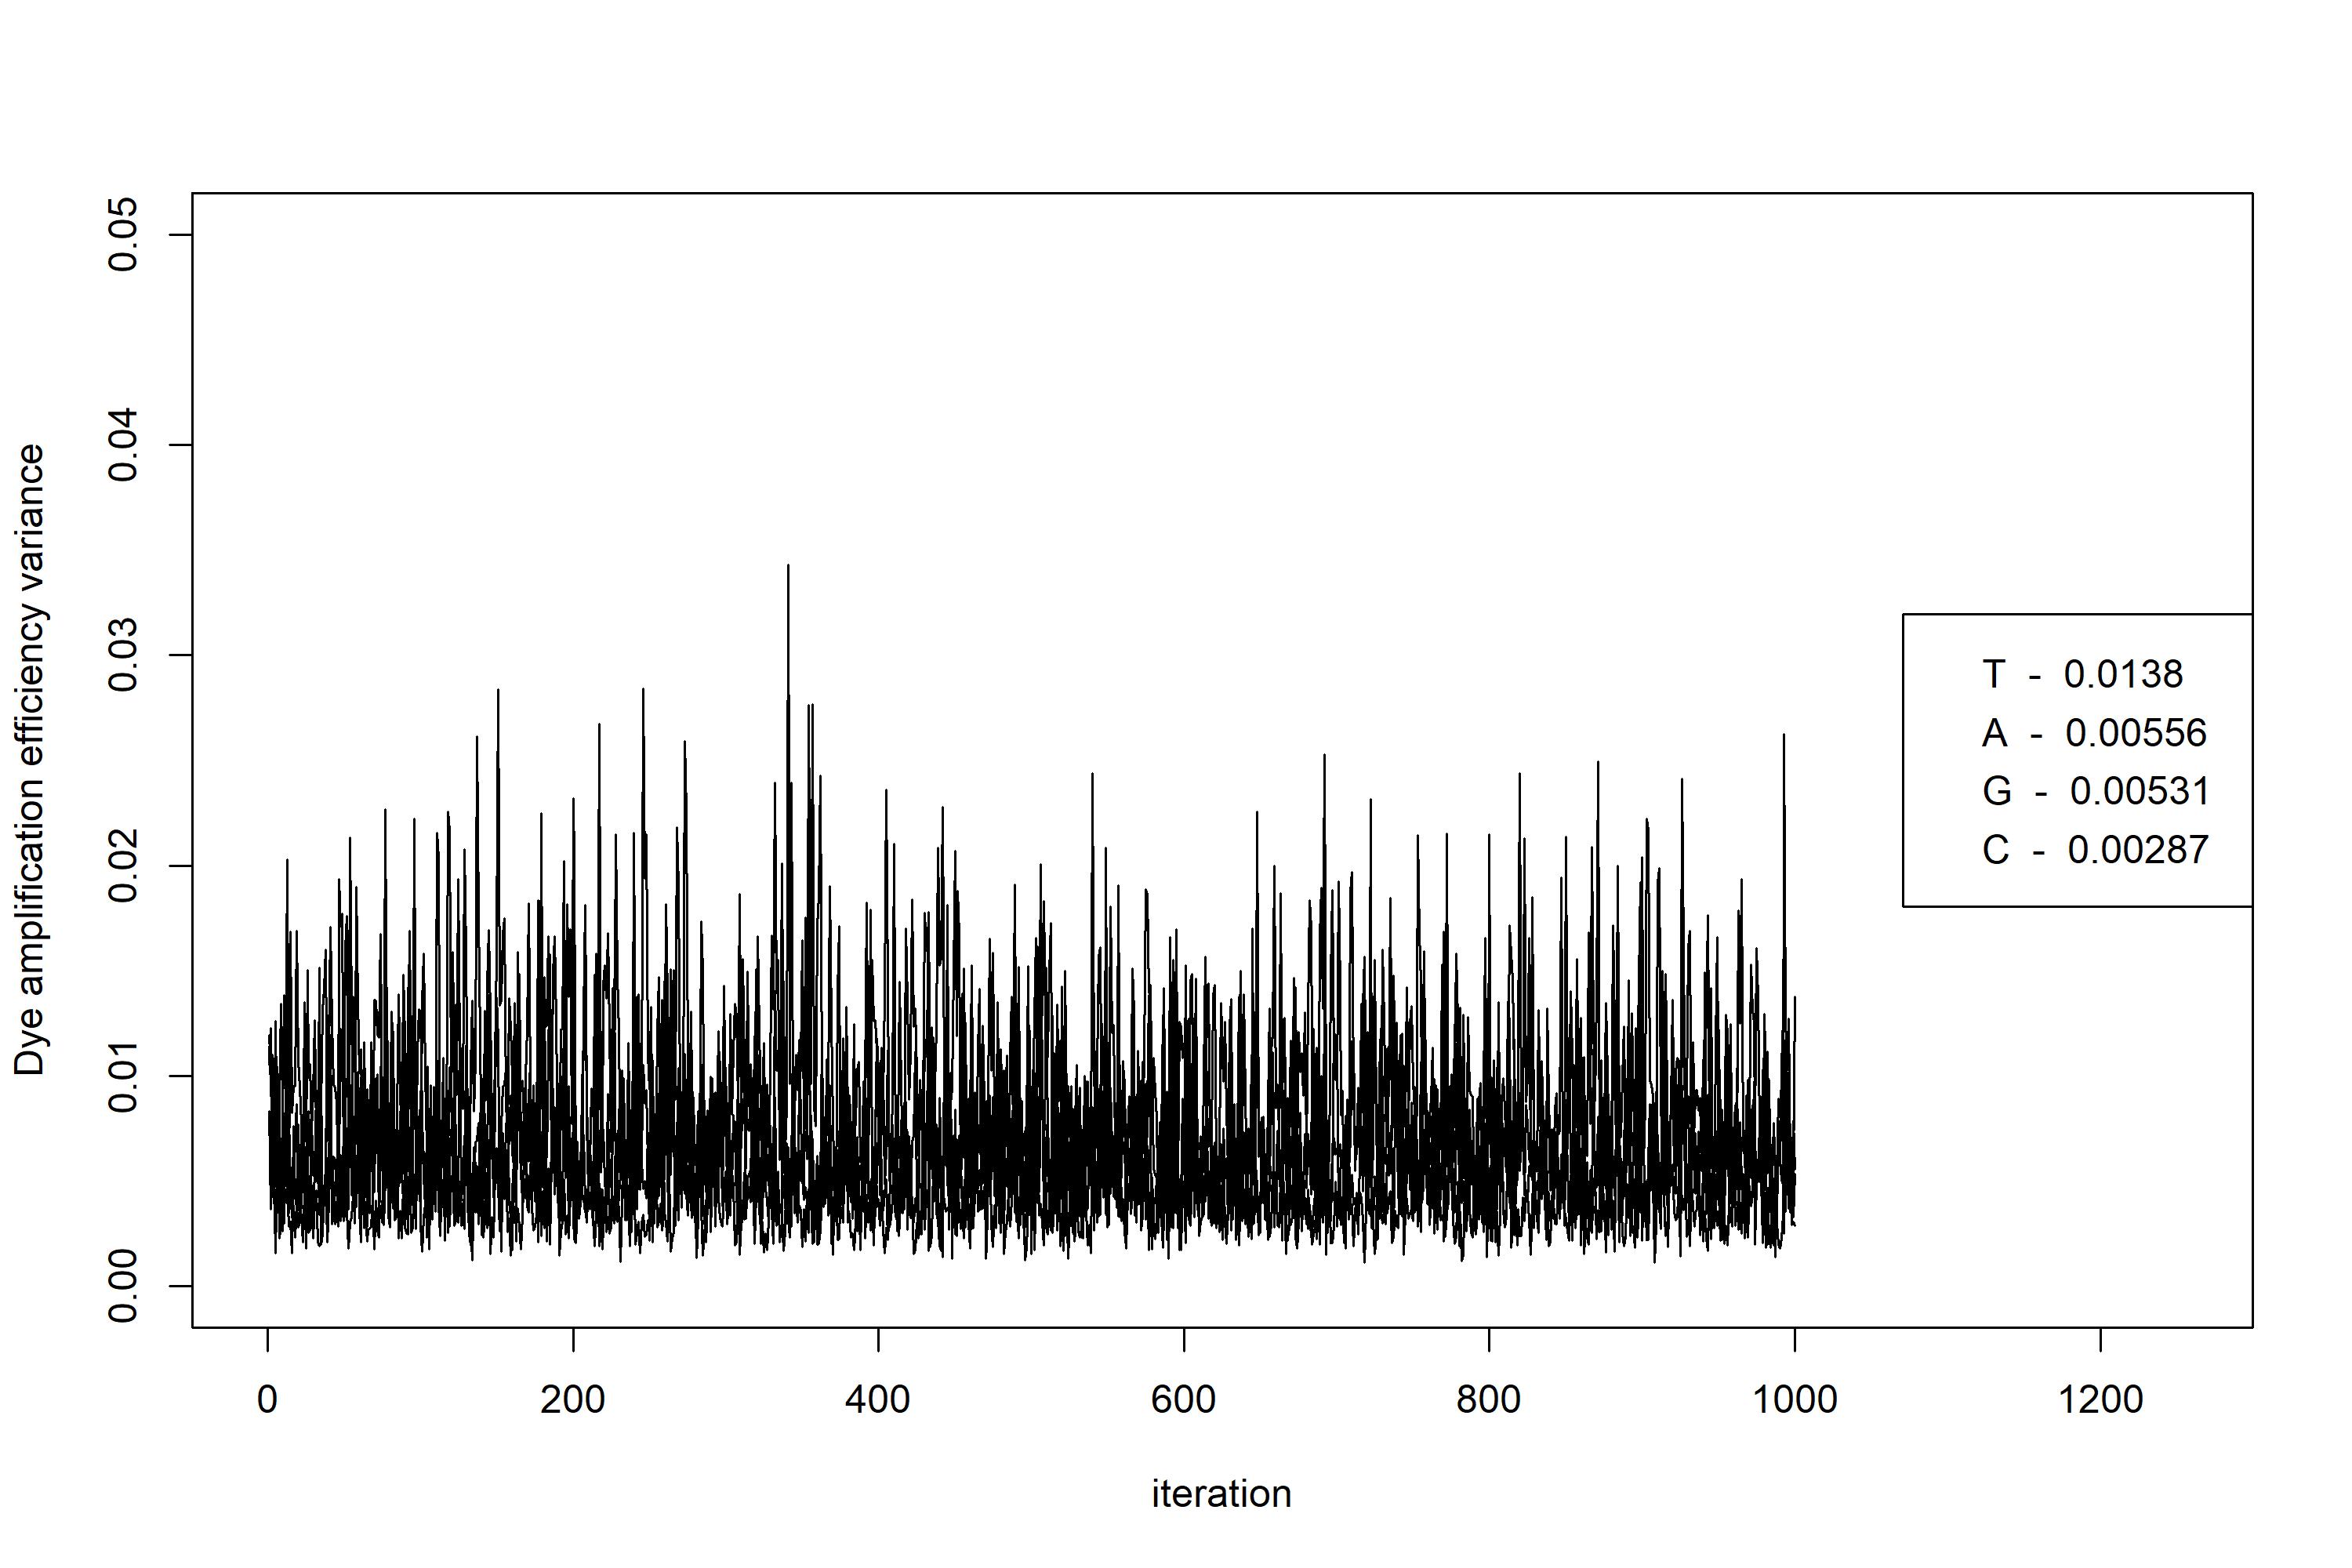 Dye amplification efficiency variance
0.05
0.04
0.03
0.02
0.01
0.00
T - 0.0138
A - 0.00556
G - 0.00531
C - 0.00287
0 200 400 600 800 1000 1200
iteration